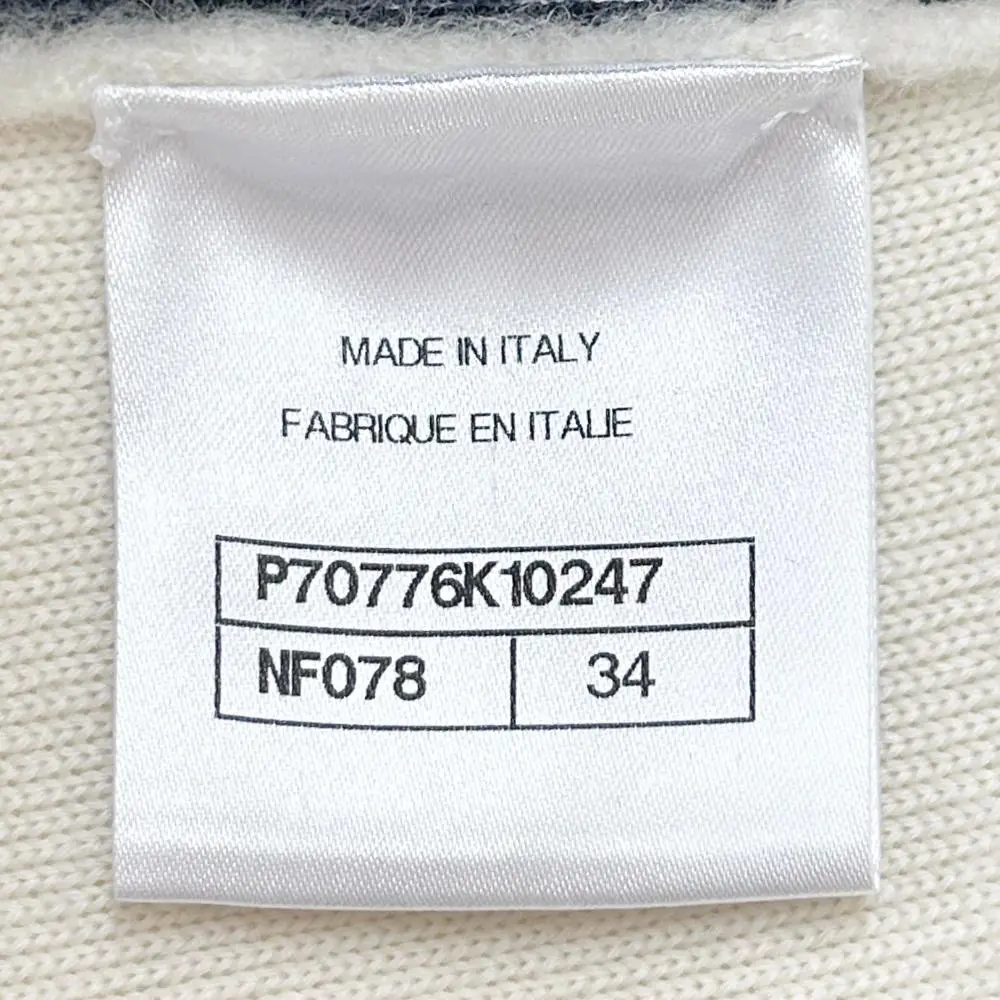 MADE IN ITALY
FABRIQUE EN ITALIE
P70776K10247
NF078 34